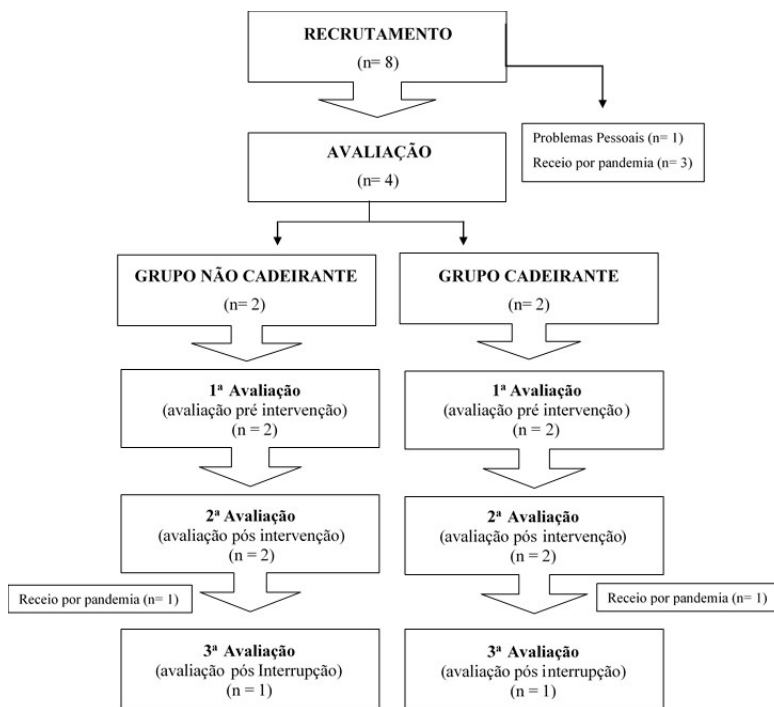 RECRUTAMENTO
(n= 8)
Problemas Pessoais (n= 1)
Receio por pandemia (n= 3)
AVALIAÇÃO
(n= 4)
GRUPO NÃO CADEIRANTE
(n= 2)
GRUPO CADEIRANTE
(n= 2)
1ª Avaliação
(avaliação pré intervenção)
(n = 2)
1ª Avaliação
(avaliação pré intervenção)
(n = 2)
2ª Avaliação
(avaliação pós intervenção)
(n = 2)
2ª Avaliação
(avaliação pós intervenção)
(n = 2)
Receio por pandemia (n= 1)
Receio por pandemia (n= 1)
3ª Avaliação
(avaliação pós Interrupção)
(n = 1)
3ª Avaliação
(avaliação pós interrupção)
(n = 1)